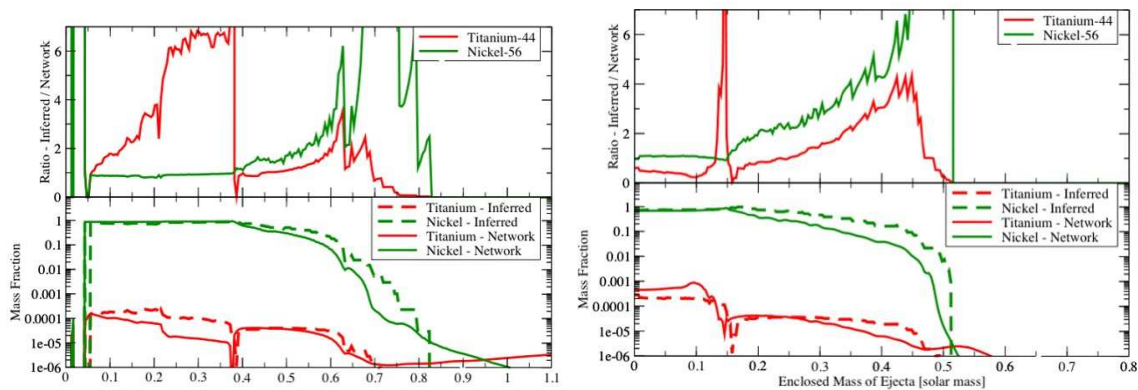 Ratio - Inferred / Network
6
4
2
0
Titanium-44
Nickel-56
Mass Fraction
1
0.1
0.01
0.001
0.0001
1e-05
1e-06
Titanium - Inferred
Nickel - Inferred
Titanium - Network
Nickel - Network
0 0.1 0.2 0.3 0.4 0.5 0.6 0.7 0.8 0.9 1 1.1
Ratio - Inferred / Network
6
4
2
0
Titanium-44
Nickel-56
Mass Fraction
1
0.1
0.01
0.001
0.0001
1e-05
1e-06
Titanium - Inferred
Nickel - Inferred
Titanium - Network
Nickel - Network
0 0.1 0.2 0.3 0.4 0.5 0.6 0.7 0.8
Enclosed Mass of Ejecta [solar mass]